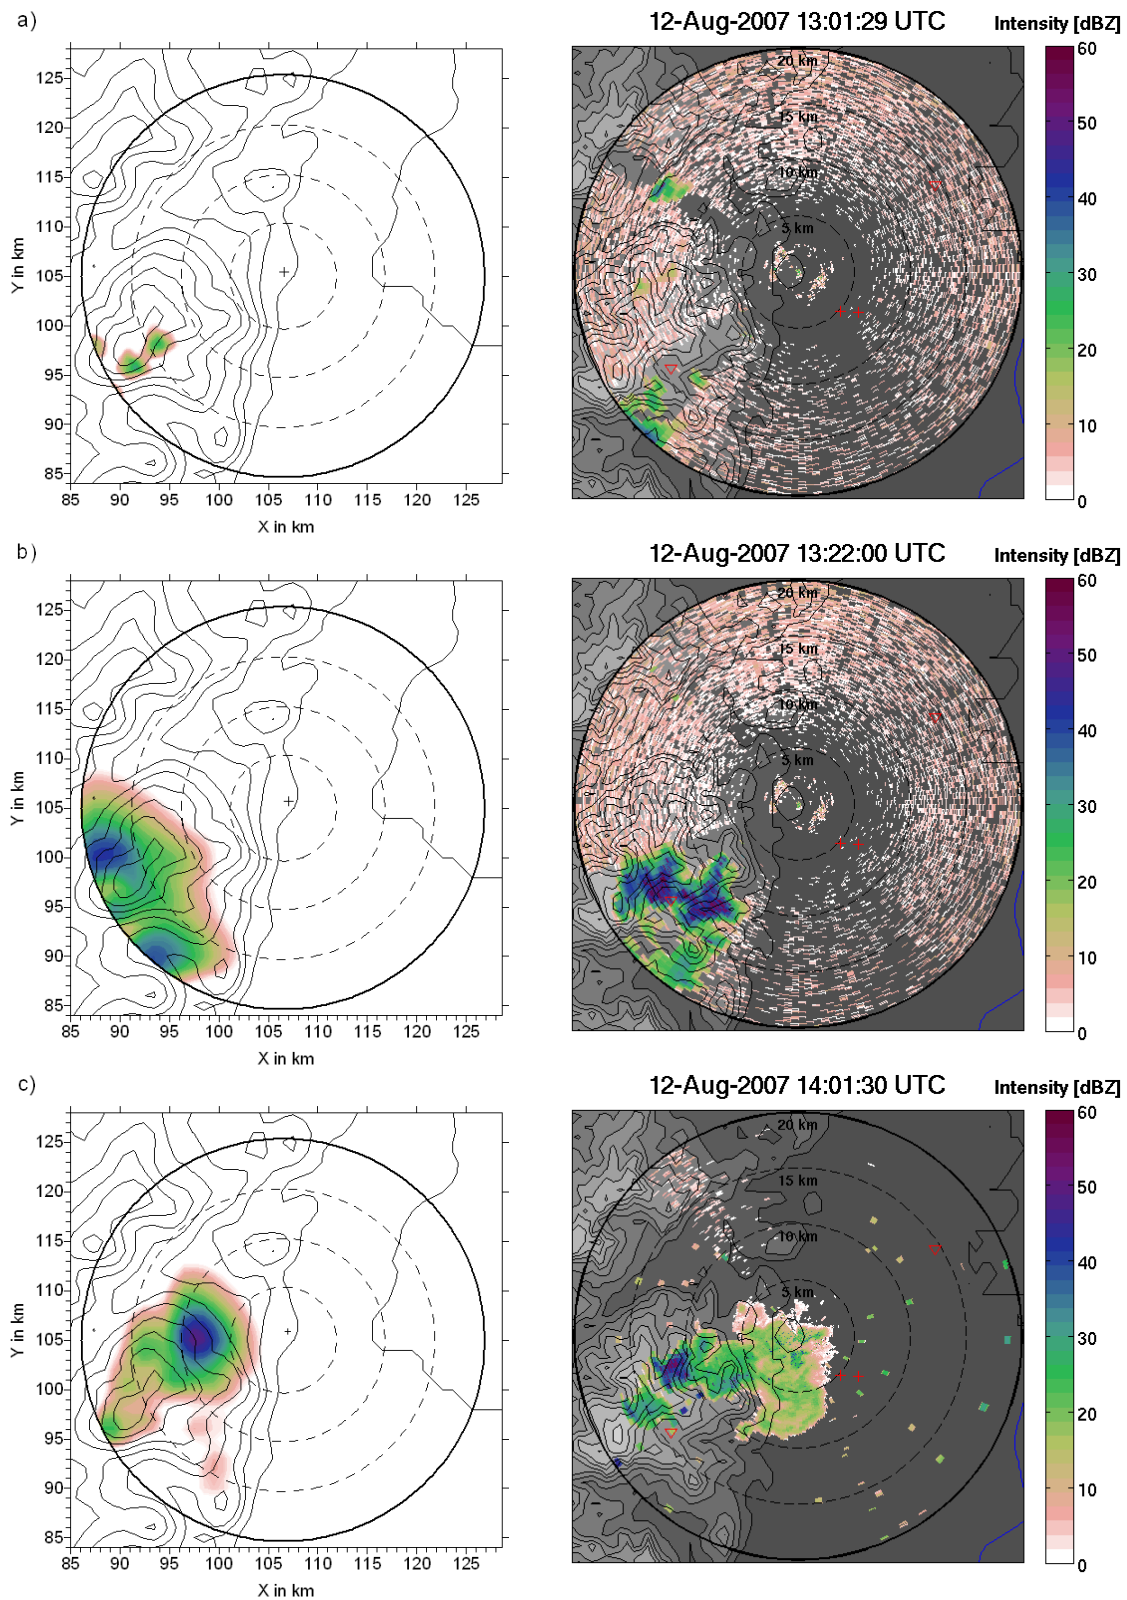 a)
12-Aug-2007 13:01:29 UTC
Intensity [dBZ]
125
120
115
110
105
100
95
90
85
Y in km
85 90 95 100 105 110 115 120 125
X in km
20 km
15 km
10 km
5 km
60
50
40
30
20
10
0
b)
12-Aug-2007 13:22:00 UTC
Intensity [dBZ]
125
120
115
110
105
100
95
90
85
Y in km
85 90 95 100 105 110 115 120 125
X in km
20 km
15 km
10 km
5 km
60
50
40
30
20
10
0
c)
12-Aug-2007 14:01:30 UTC
Intensity [dBZ]
125
120
115
110
105
100
95
90
85
Y in km
85 90 95 100 105 110 115 120 125
X in km
20 km
15 km
10 km
5 km
60
50
40
30
20
10
0